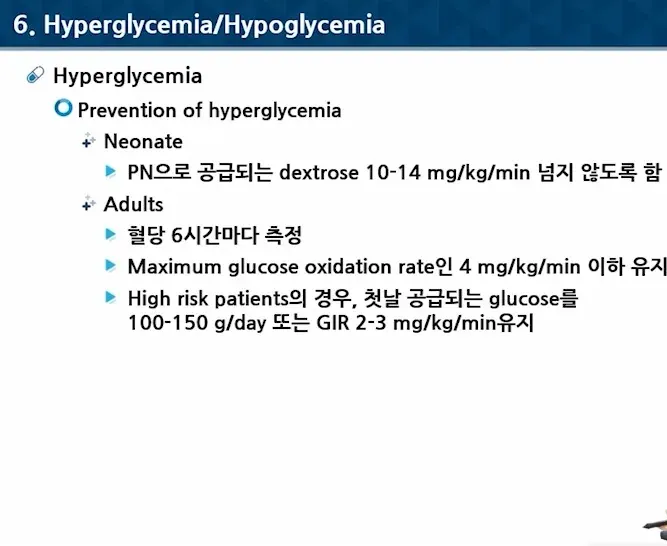 6. Hyperglycemia/Hypoglycemia
Hyperglycemia
Prevention of hyperglycemia
Neonate
PN으로 공급되는 dextrose 10-14 mg/kg/min 넘지 않도록 함
Adults
혈당 6시간마다 측정
Maximum glucose oxidation rate인 4 mg/kg/min 이하 유지
High risk patients의 경우, 첫날 공급되는 glucose를
100-150 g/day 또는 GIR 2-3 mg/kg/min유지